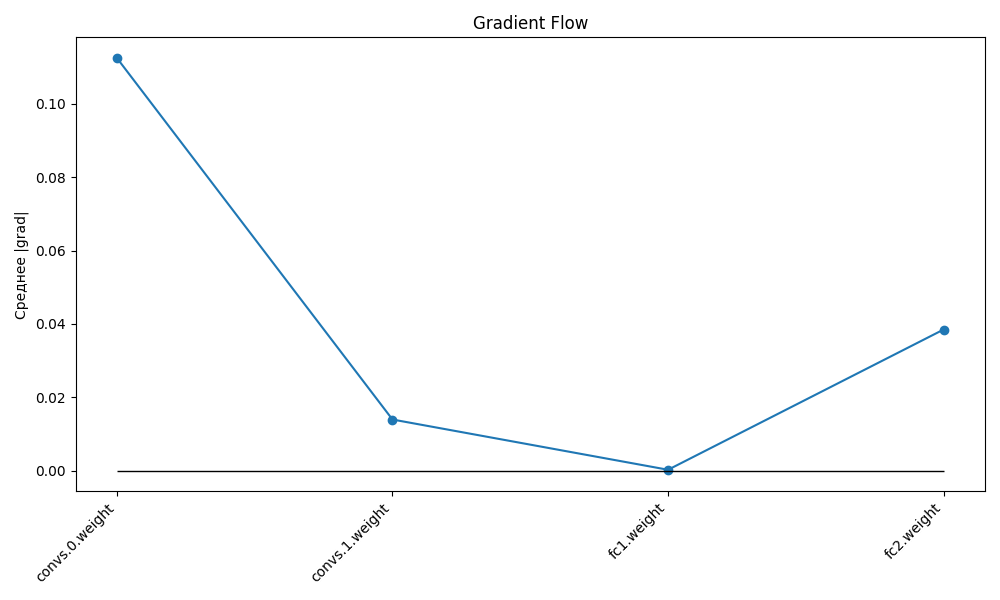 Gradient Flow
Среднее |grad|
0.10
0.08
0.06
0.04
0.02
0.00
convs.0.weight
convs.1.weight
fc1.weight
fc2.weight